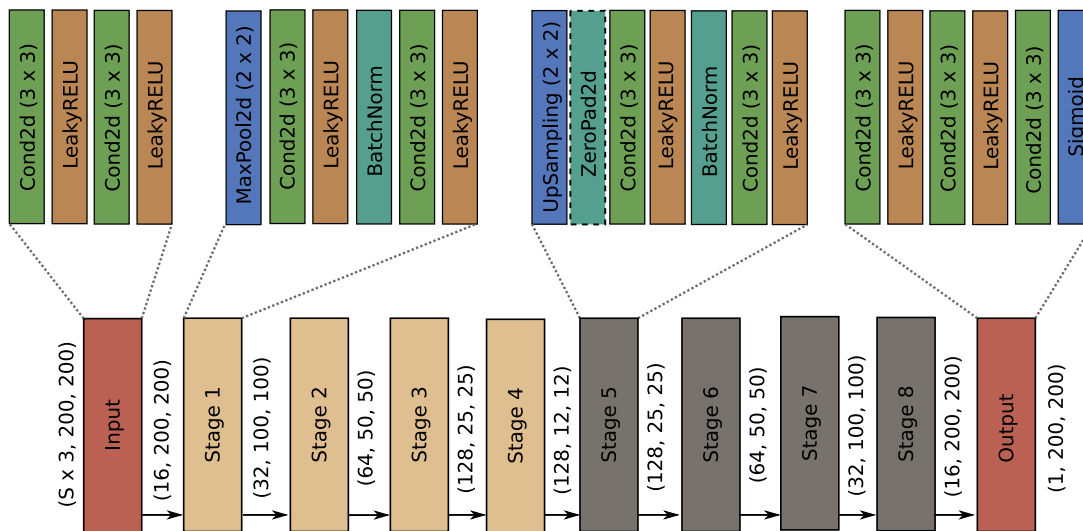 Cond2d (3 x 3)
LeakyRELU
Cond2d (3 x 3)
LeakyRELU
MaxPool2d (2 x 2)
Cond2d (3 x 3)
LeakyRELU
BatchNorm
Cond2d (3 x 3)
LeakyRELU
UpSampling (2 x 2)
ZeroPad2d
Cond2d (3 x 3)
LeakyRELU
BatchNorm
Cond2d (3 x 3)
LeakyRELU
Cond2d (3 x 3)
LeakyRELU
Cond2d (3 x 3)
LeakyRELU
Cond2d (3 x 3)
Sigmoid
(S x 3, 200, 200)
Input
(16, 200, 200)
Stage 1
(32, 100, 100)
Stage 2
(64, 50, 50)
Stage 3
(128, 25, 25)
Stage 4
(128, 12, 12)
Stage 5
(128, 25, 25)
Stage 6
(64, 50, 50)
Stage 7
(32, 100, 100)
Stage 8
(16, 200, 200)
Output
(1, 200, 200)